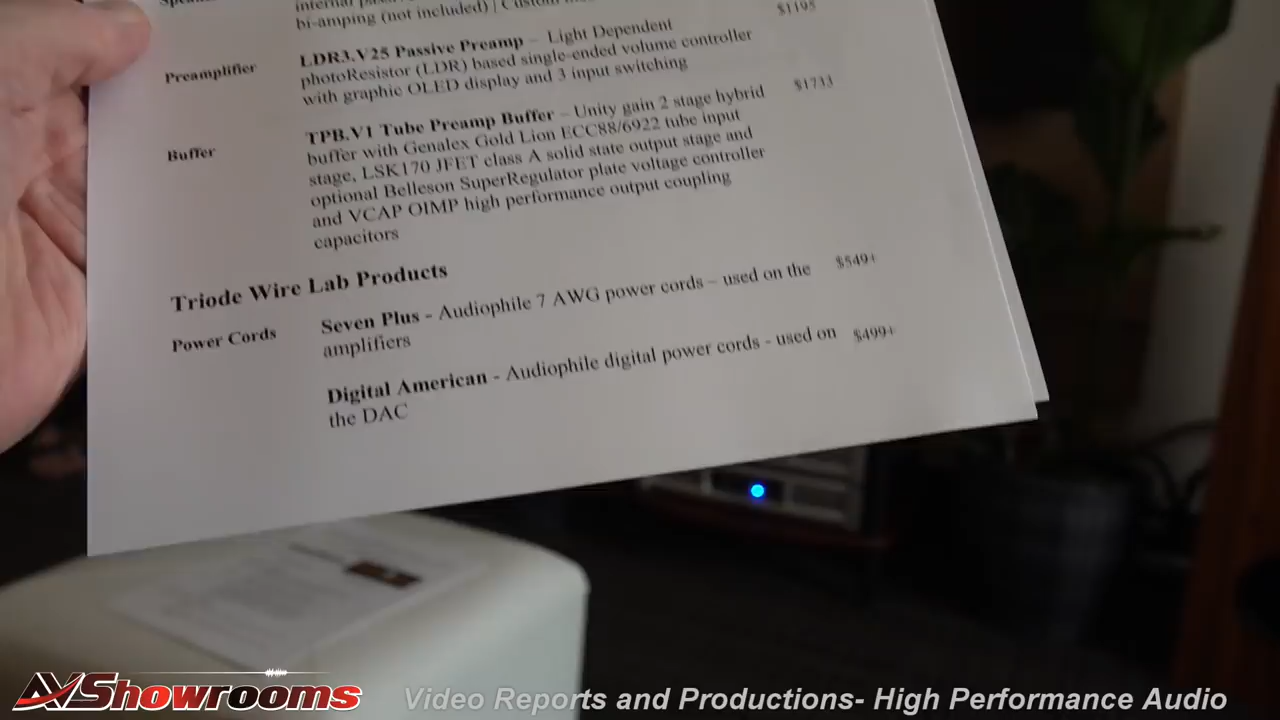 bi-amping (not included) | Custom
$1195
Preamplifier
LDR3.V25 Passive Preamp – Light Dependent
photoResistor (LDR) based single-ended volume controller
with graphic OLED display and 3 input switching
$1733
Buffer
TPB.V1 Tube Preamp Buffer – Unity gain 2 stage hybrid
buffer with Genalex Gold Lion ECC88/6922 tube input
stage, LSK170 JFET class A solid state output stage and
optional Belleson SuperRegulator plate voltage controller
and VCAP OIMP high performance output coupling
capacitors
Triode Wire Lab Products
Power Cords
Seven Plus - Audiophile 7 AWG power cords – used on the
amplifiers
$549+
Digital American - Audiophile digital power cords - used on
the DAC
$499+
AVShowrooms
Video Reports and Productions- High Performance Audio